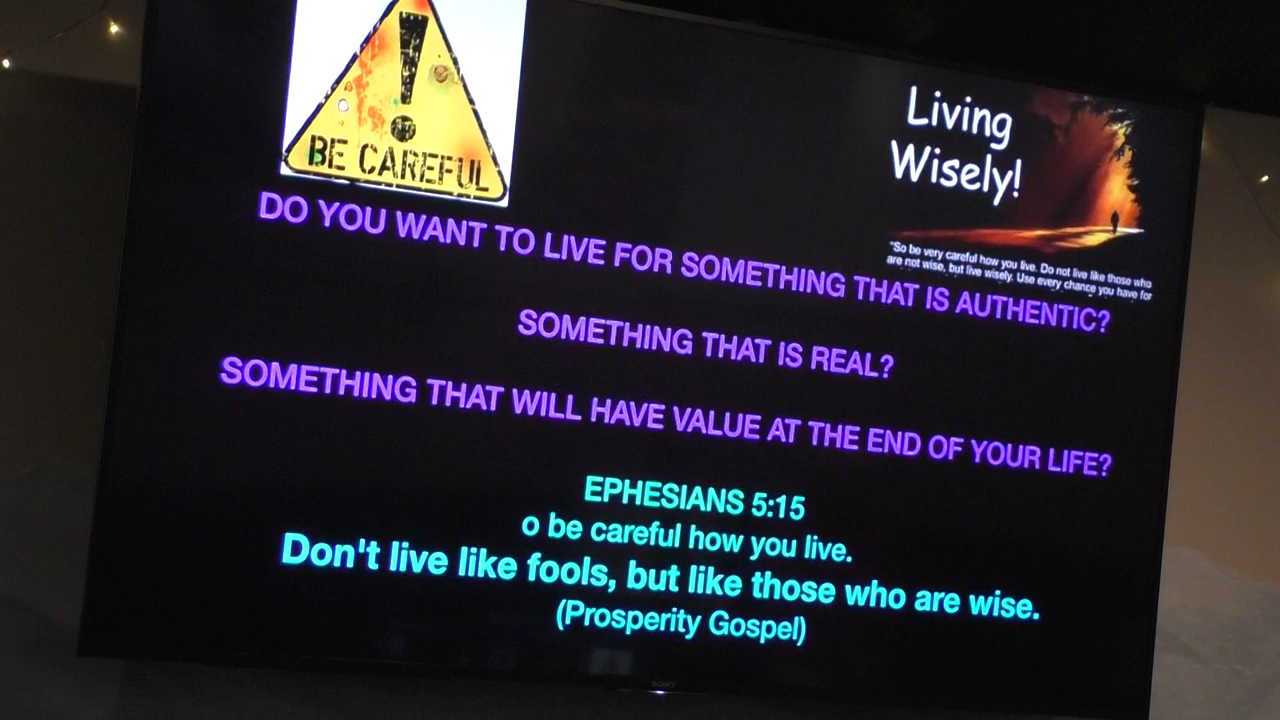 BE CAREFUL
Living
Wisely!
"So be very careful how you live. Do not live like those who
are not wise, but live wisely. Use every chance you have for
DO YOU WANT TO LIVE FOR SOMETHING THAT IS AUTHENTIC?
SOMETHING THAT IS REAL?
SOMETHING THAT WILL HAVE VALUE AT THE END OF YOUR LIFE?
EPHESIANS 5:15
o be careful how you live.
Don't live like fools, but like those who are wise.
(Prosperity Gospel)
SONY